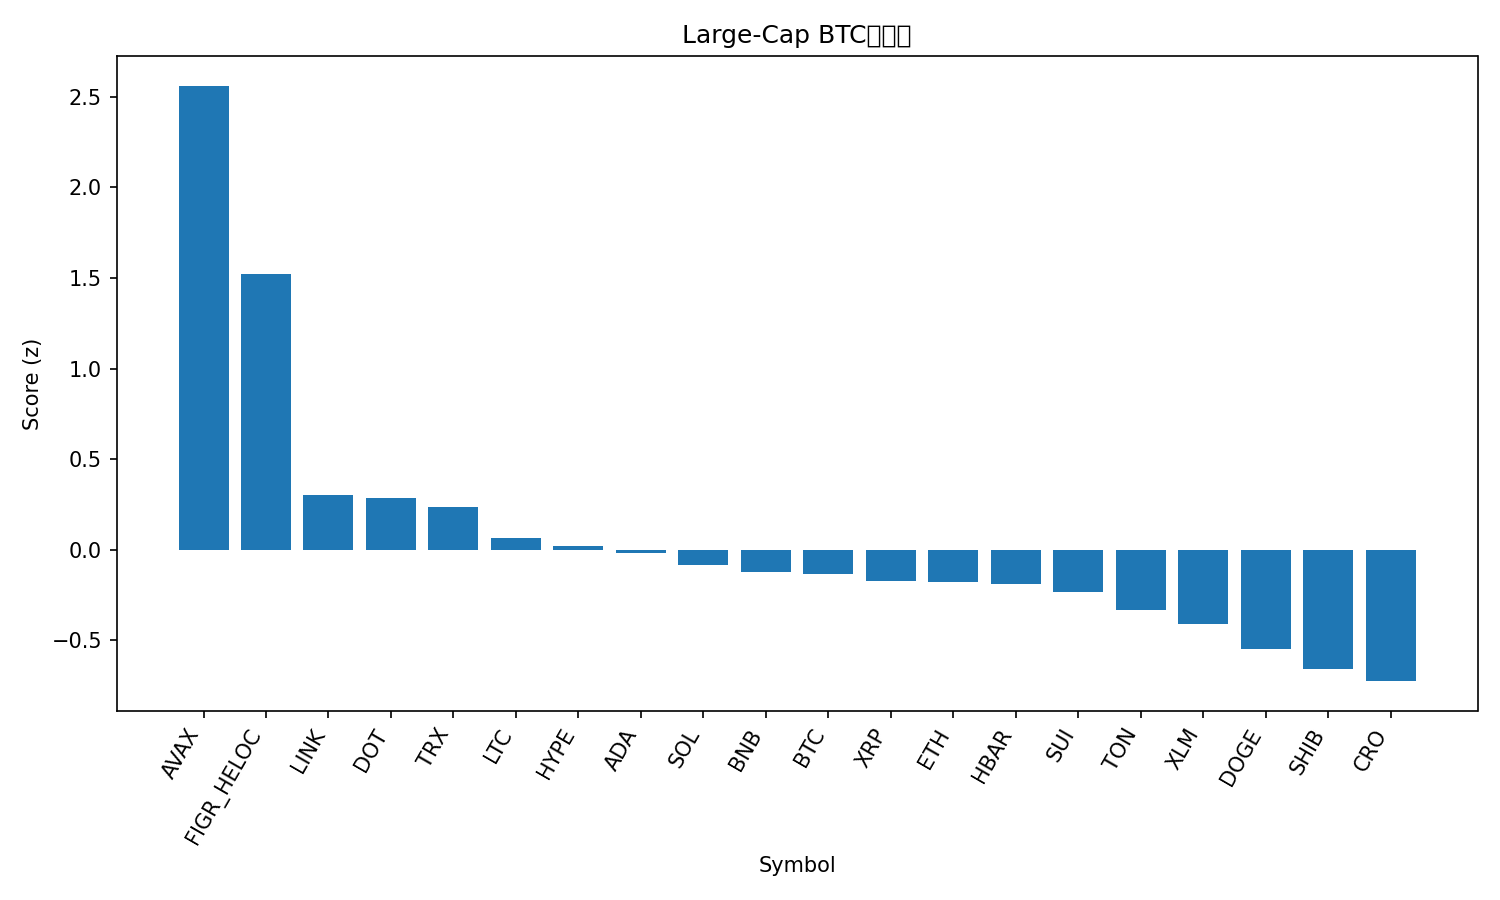 Large-Cap BTC
2.5
2.0
1.5
1.0
0.5
0.0
−0.5
Score (z)
AVAX
FIGR_HELOC
LINK
DOT
TRX
LTC
HYPE
ADA
SOL
BNB
BTC
XRP
ETH
HBAR
SUI
TON
XLM
DOGE
SHIB
CRO
Symbol